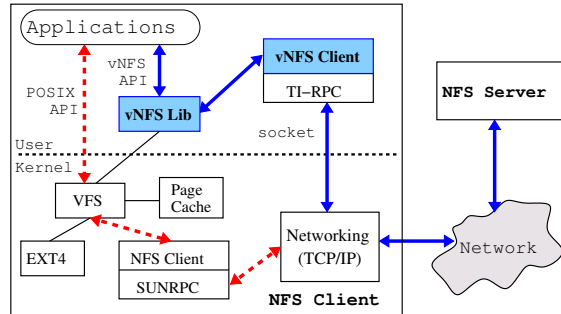 Applications
vNFS
API
POSIX
API
vNFS Client
TI-RPC
vNFS Lib
NFS Server
socket
User
Kernel
VFS
Page
Cache
EXT4
NFS Client
SUNRPC
Networking
(TCP/IP)
Network
NFS Client